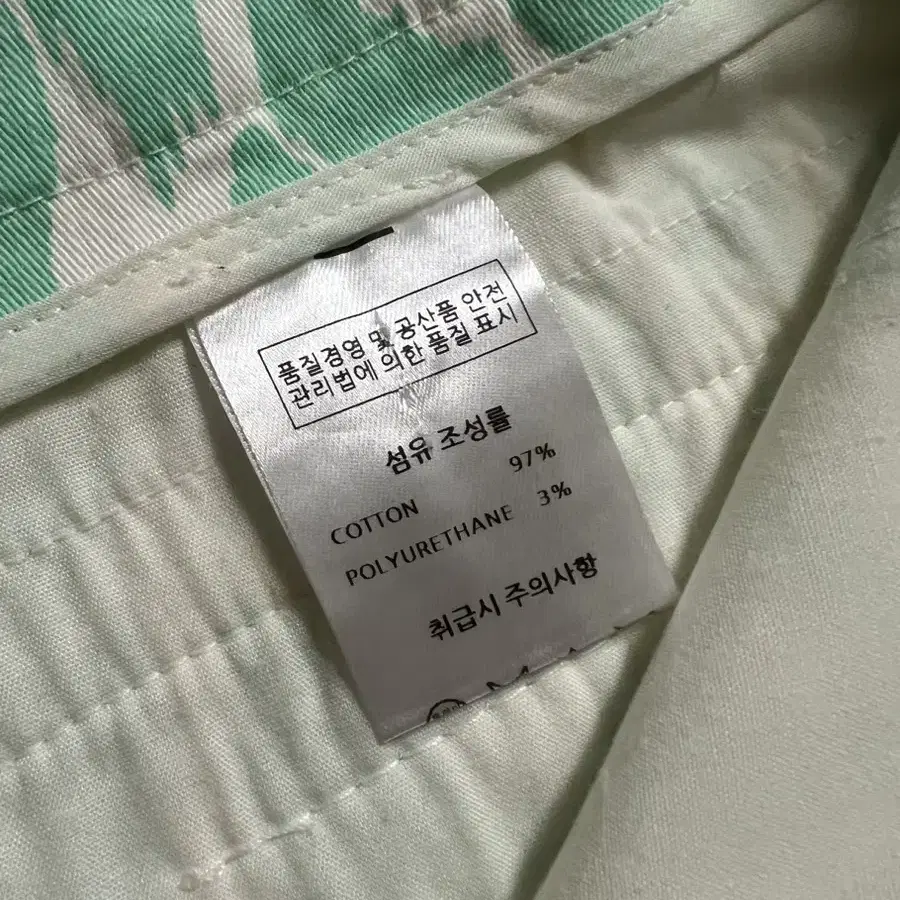 품질경영 및 공산품 안전
관리법에 의한 품질 표시
섬유 조성률
COTTON 97%
POLYURETHANE 3%
취급시 주의사항